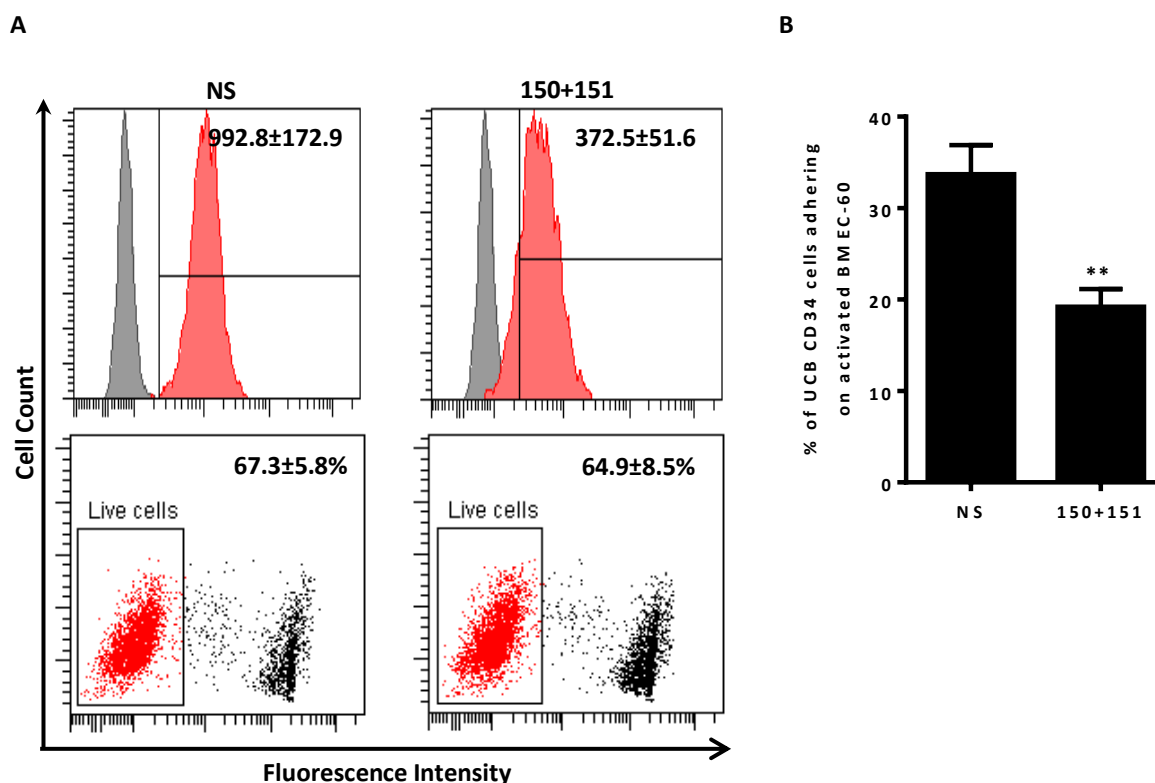 A
B
NS
150+151
992.8±172.9
372.5±51.6
67.3±5.8%
64.9±8.5%
Live cells
Live cells
Cell Count
Fluorescence Intensity
% of UCB CD34 cells adhering
on activated BMEC-60
40
30
20
10
0
**
NS
150+151